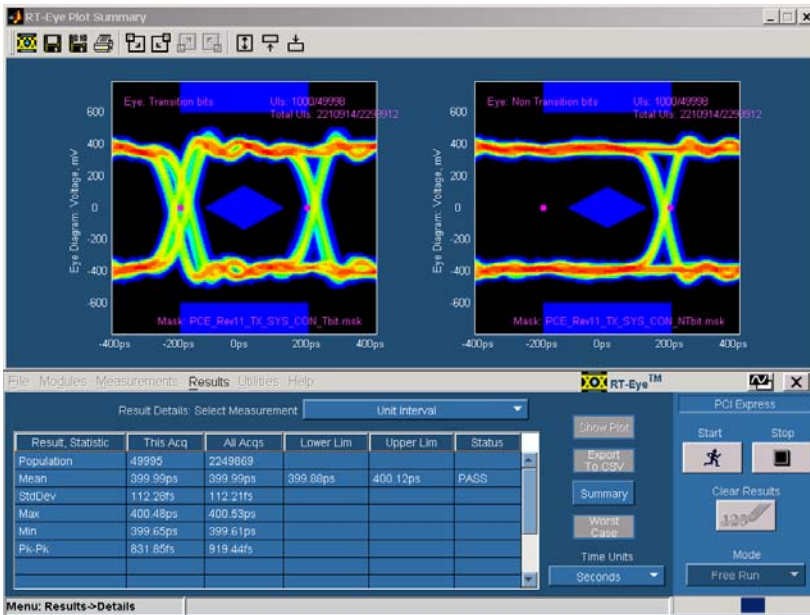 RT-Eye Plot Summary
Eye: Transition bits UIs: 1000/49998
Total UIs: 2210914/2299912
Eye: Non Transition bits UIs: 1000/49998
Total UIs: 2210914/2299912
Eye Diagram: Voltage, mV
600
400
200
0
-200
-400
-600
Mask: PCE_Rev11_TX_SYS_CON_Tbit.msk
-400ps -200ps 0ps 200ps 400ps
Eye Diagram: Voltage, mV
600
400
200
0
-200
-400
-600
Mask: PCE_Rev11_TX_SYS_CON_NTbit.msk
-400ps -200ps 0ps 200ps 400ps
File Modules Measurements Results Utilities Help RT-Eye™
Result Details: Select Measurement Unit Interval
Result, Statistic This Acq All Acqs Lower Lim Upper Lim Status
Population 49995 2249869
Mean 399.99ps 399.99ps 399.88ps 400.12ps PASS
StdDev 112.28fs 112.21fs
Max 400.48ps 400.53ps
Min 399.65ps 399.61ps
Pk-Pk 831.85fs 919.44fs
Show Plot
Export
To CSV
Summary
Worst
Case
Time Units
Seconds
PCI Express
Start Stop
Clear Results
123
Mode
Free Run
Menu: Results->Details